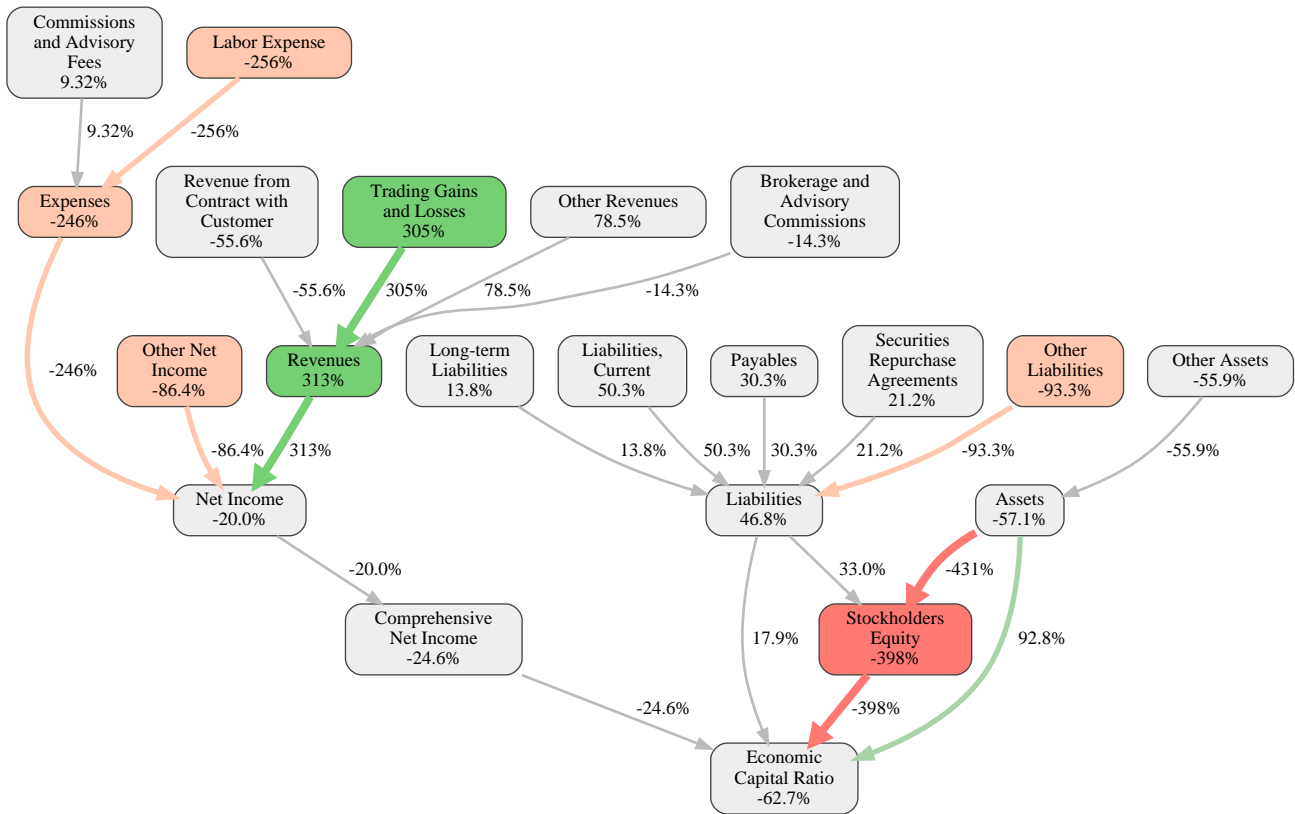 Commissions
and Advisory
Fees
9.32%
Labor Expense
-256%
9.32%
-256%
Expenses
-246%
Revenue from
Contract with
Customer
-55.6%
Trading Gains
and Losses
305%
Other Revenues
78.5%
Brokerage and
Advisory
Commissions
-14.3%
-55.6%
305%
78.5%
-14.3%
-246%
Other Net
Income
-86.4%
Revenues
313%
Long-term
Liabilities
13.8%
Liabilities,
Current
50.3%
Payables
30.3%
Securities
Repurchase
Agreements
21.2%
Other
Liabilities
-93.3%
Other Assets
-55.9%
-86.4%
313%
13.8%
50.3%
30.3%
21.2%
-93.3%
-55.9%
Net Income
-20.0%
Liabilities
46.8%
Assets
-57.1%
-20.0%
33.0%
-431%
Comprehensive
Net Income
-24.6%
17.9%
Stockholders
Equity
-398%
92.8%
-24.6%
-398%
Economic
Capital Ratio
-62.7%